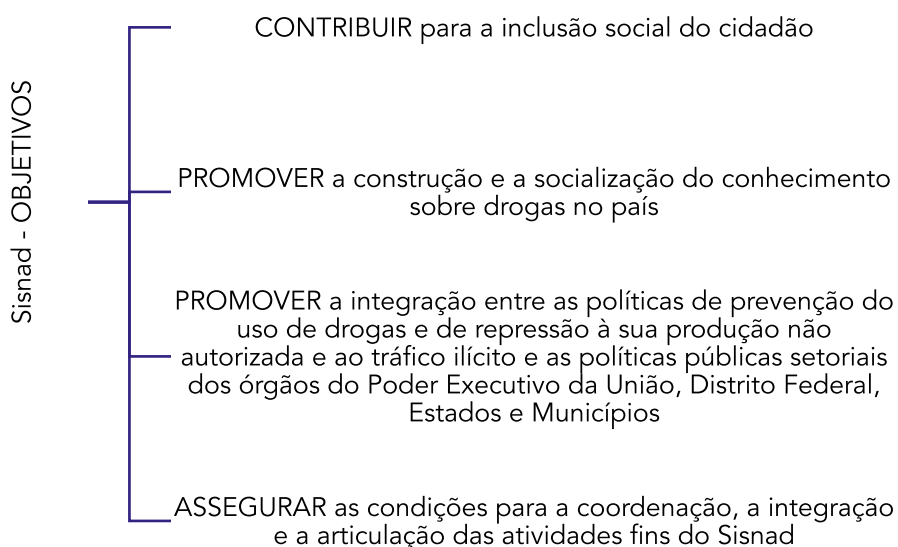 Sisnad - OBJETIVOS
CONTRIBUIR para a inclusão social do cidadão
PROMOVER a construção e a socialização do conhecimento
sobre drogas no país
PROMOVER a integração entre as políticas de prevenção do
uso de drogas e de repressão à sua produção não
autorizada e ao tráfico ilícito e as políticas públicas setoriais
dos órgãos do Poder Executivo da União, Distrito Federal,
Estados e Municípios
ASSEGURAR as condições para a coordenação, a integração
e a articulação das atividades fins do Sisnad